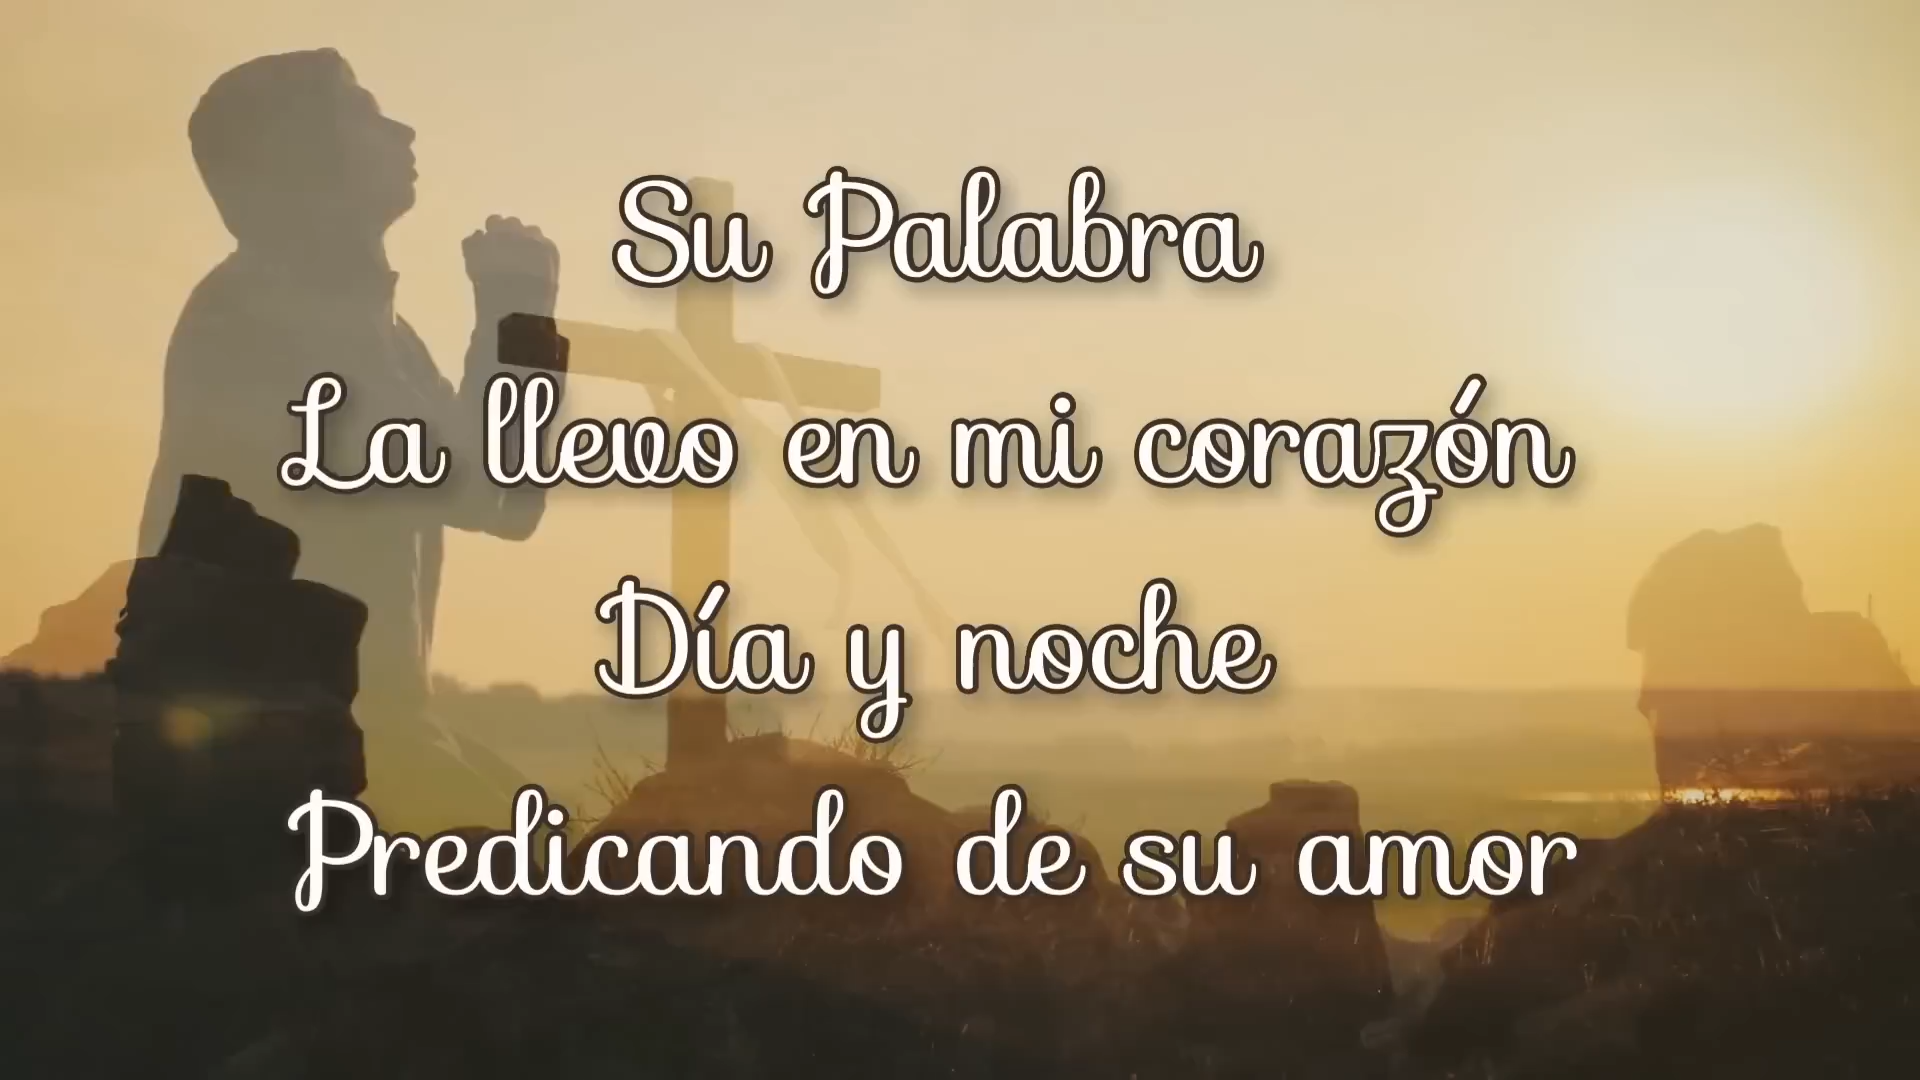 Su Palabra
La llevo en mi corazón
Día y noche
Predicando de su amor